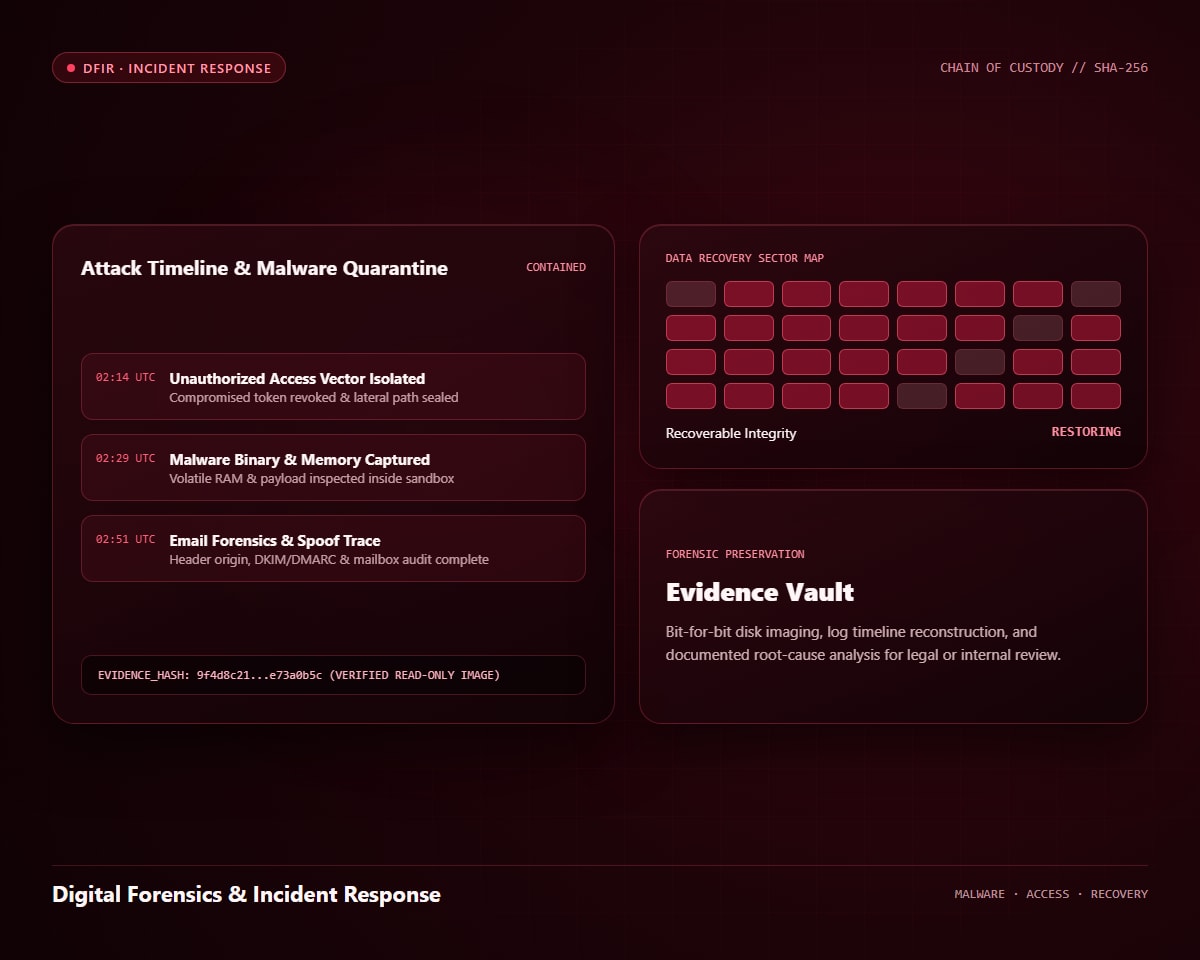 DFIR · INCIDENT RESPONSE
CHAIN OF CUSTODY // SHA-256
Attack Timeline & Malware Quarantine
CONTAINED
02:14 UTC
Unauthorized Access Vector Isolated
Compromised token revoked & lateral path sealed
02:29 UTC
Malware Binary & Memory Captured
Volatile RAM & payload inspected inside sandbox
02:51 UTC
Email Forensics & Spoof Trace
Header origin, DKIM/DMARC & mailbox audit complete
EVIDENCE_HASH: 9f4d8c21...e73a0b5c (VERIFIED READ-ONLY IMAGE)
DATA RECOVERY SECTOR MAP
Recoverable Integrity
RESTORING
FORENSIC PRESERVATION
Evidence Vault
Bit-for-bit disk imaging, log timeline reconstruction, and
documented root-cause analysis for legal or internal review.
Digital Forensics & Incident Response
MALWARE · ACCESS · RECOVERY